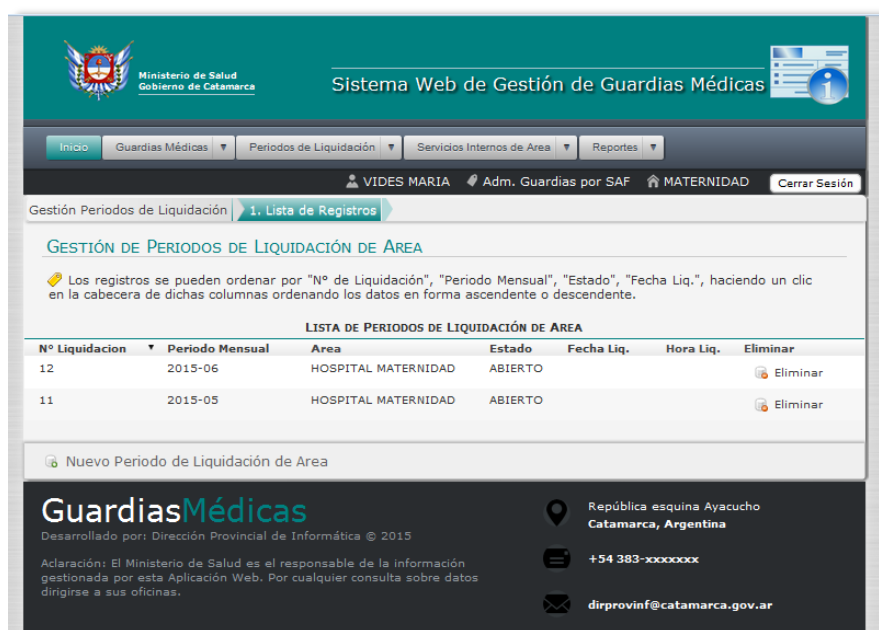 Ministerio de Salud
Gobierno de Catamarca
Sistema Web de Gestión de Guardias Médicas
Inicio Guardias Médicas ▼ Periodos de Liquidación ▼ Servicios Internos de Area ▼ Reportes ▼
VIDES MARIA Adm. Guardias por SAF MATERNIDAD Cerrar Sesión
Gestión Periodos de Liquidación 1. Lista de Registros
GESTIÓN DE PERIODOS DE LIQUIDACIÓN DE AREA
Los registros se pueden ordenar por "Nº de Liquidación", "Periodo Mensual", "Estado", "Fecha Liq.", haciendo un clic
en la cabecera de dichas columnas ordenando los datos en forma ascendente o descendente.
LISTA DE PERIODOS DE LIQUIDACIÓN DE AREA
Nº Liquidacion ▼ Periodo Mensual Area Estado Fecha Liq. Hora Liq. Eliminar
12 2015-06 HOSPITAL MATERNIDAD ABIERTO Eliminar
11 2015-05 HOSPITAL MATERNIDAD ABIERTO Eliminar
Nuevo Periodo de Liquidación de Area
GuardiasMédicas
Desarrollado por: Dirección Provincial de Informática © 2015
Aclaración: El Ministerio de Salud es el responsable de la información
gestionada por esta Aplicación Web. Por cualquier consulta sobre datos
dirigirse a sus oficinas.
República esquina Ayacucho
Catamarca, Argentina
+54 383-xxxxxxx
dirprovinf@catamarca.gov.ar